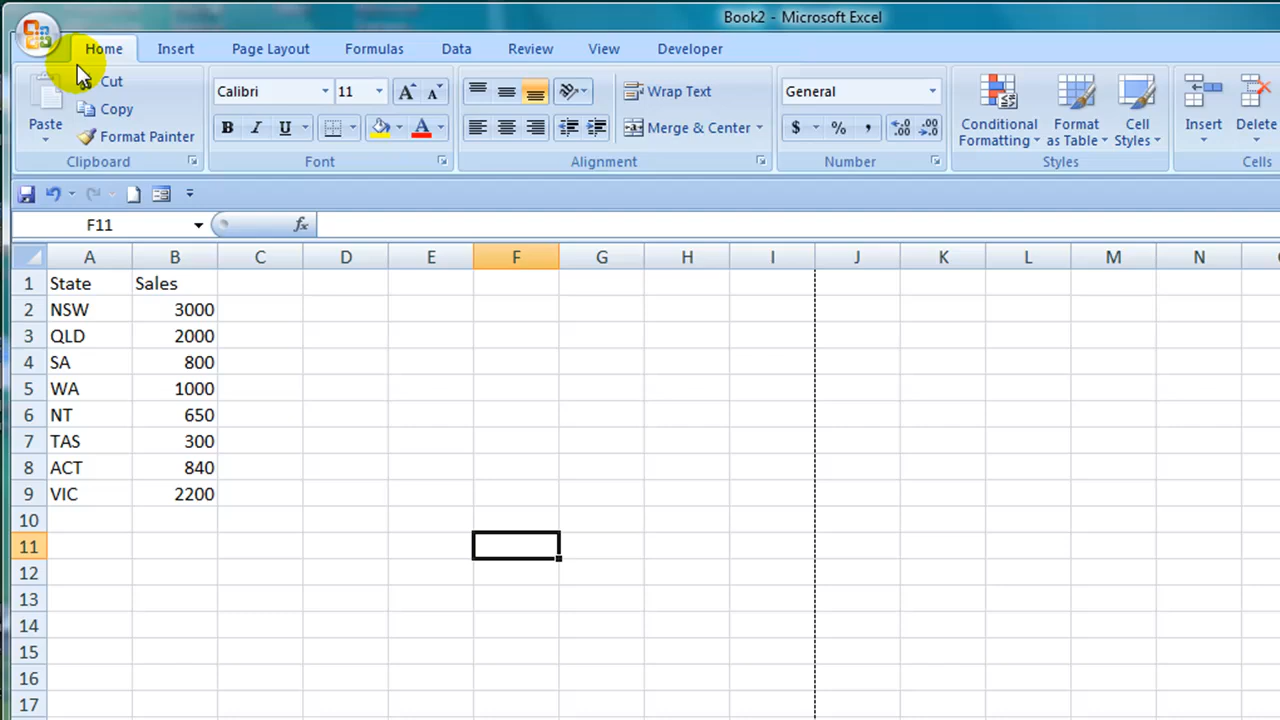 Book2 - Microsoft Excel
Home Insert Page Layout Formulas Data Review View Developer
Paste
Cut
Copy
Format Painter
Clipboard
Calibri 11
B I U A
Font
Wrap Text
Merge & Center
Alignment
General
$ % , .00
Number
Conditional Formatting
Format as Table
Cell Styles
Styles
Insert
Delete
Cells
F11 fx
A B C D E F G H I J K L M N
1 State Sales
2 NSW 3000
3 QLD 2000
4 SA 800
5 WA 1000
6 NT 650
7 TAS 300
8 ACT 840
9 VIC 2200
10
11
12
13
14
15
16
17